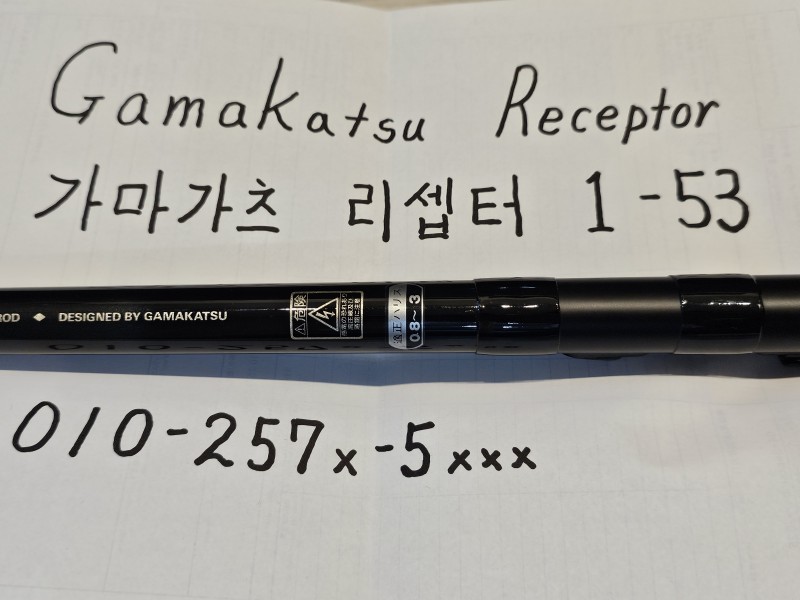 Gamakatsu Receptor
가마가츠 리셉터 1-53
ROD ◆ DESIGNED BY GAMAKATSU
⚠危険
適正ハリス 0.8~3
010-257x-5xxx